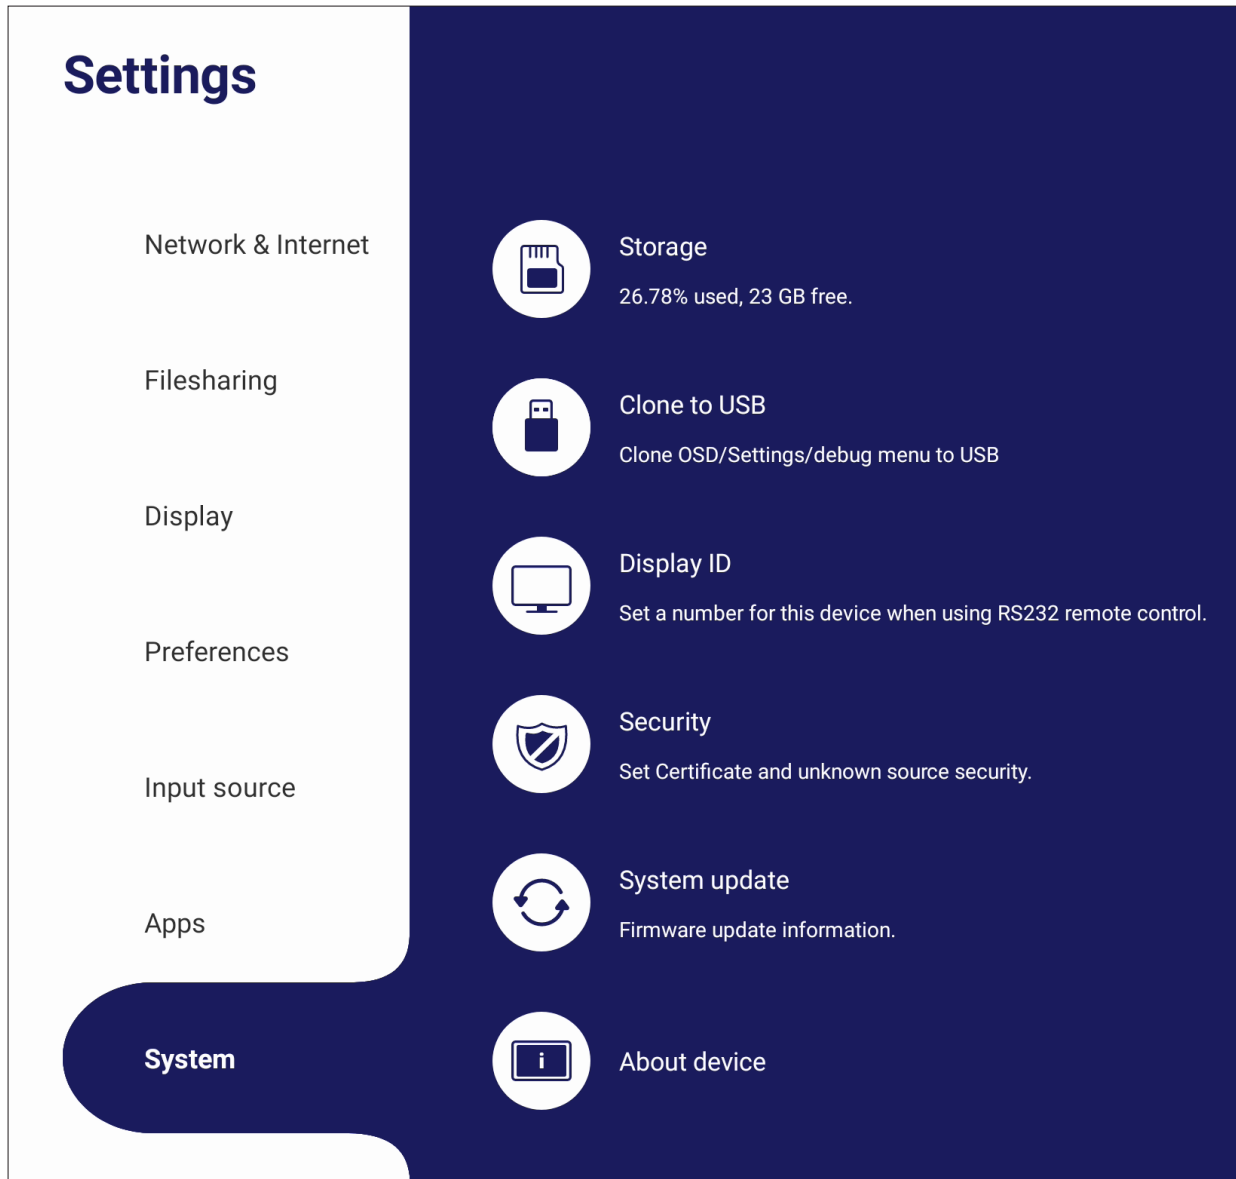 Settings
Network & Internet
Filesharing
Display
Preferences
Input source
Apps
System
Storage
26.78% used, 23 GB free.
Clone to USB
Clone OSD/Settings/debug menu to USB
Display ID
Set a number for this device when using RS232 remote control.
Security
Set Certificate and unknown source security.
System update
Firmware update information.
i
About device